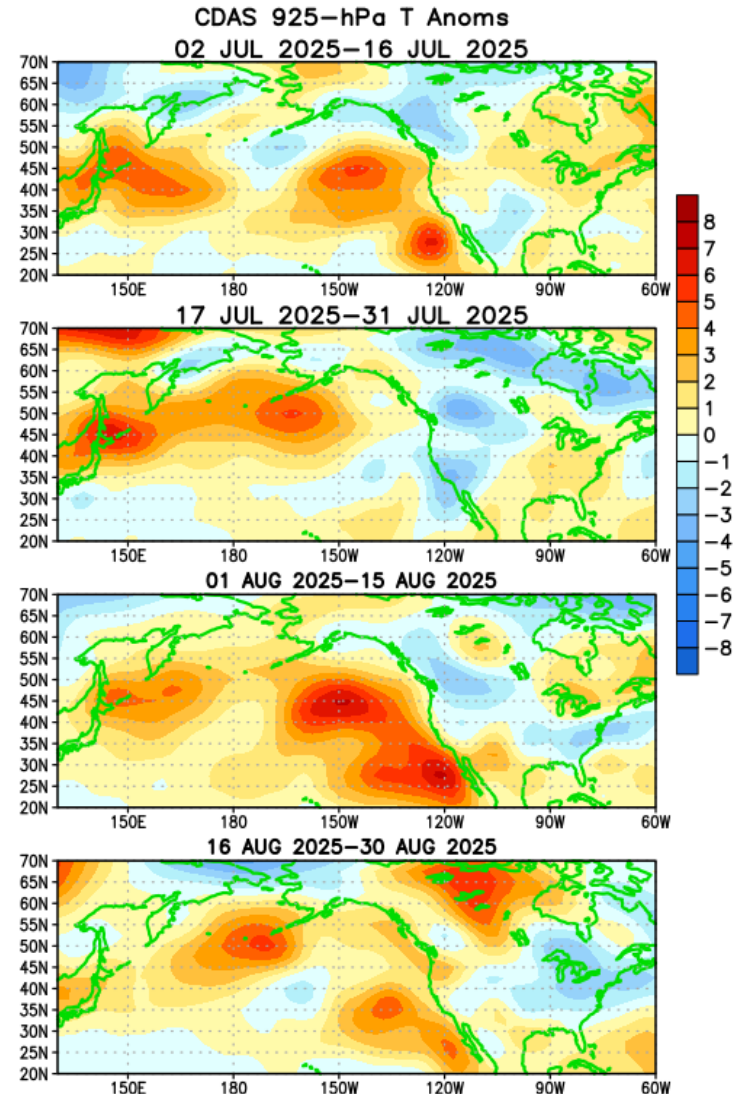 CDAS 925-hPa T Anoms
02 JUL 2025-16 JUL 2025
70N
65N
60N
55N
50N
45N
40N
35N
30N
25N
20N
150E 180 150W 120W 90W 60W
17 JUL 2025-31 JUL 2025
70N
65N
60N
55N
50N
45N
40N
35N
30N
25N
20N
150E 180 150W 120W 90W 60W
01 AUG 2025-15 AUG 2025
70N
65N
60N
55N
50N
45N
40N
35N
30N
25N
20N
150E 180 150W 120W 90W 60W
16 AUG 2025-30 AUG 2025
70N
65N
60N
55N
50N
45N
40N
35N
30N
25N
20N
150E 180 150W 120W 90W 60W
8
7
6
5
4
3
2
1
0
-1
-2
-3
-4
-5
-6
-7
-8